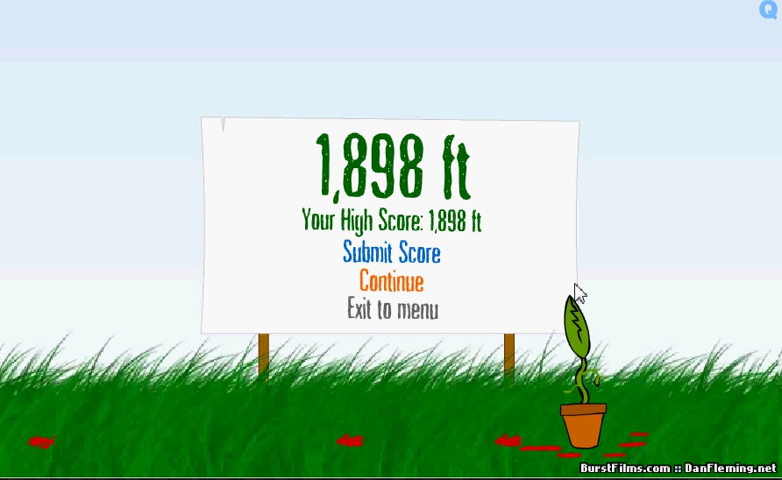 Q
1,898 ft
Your High Score: 1,898 ft
Submit Score
Continue
Exit to menu
BurstFilms.com :: DanFleming.net